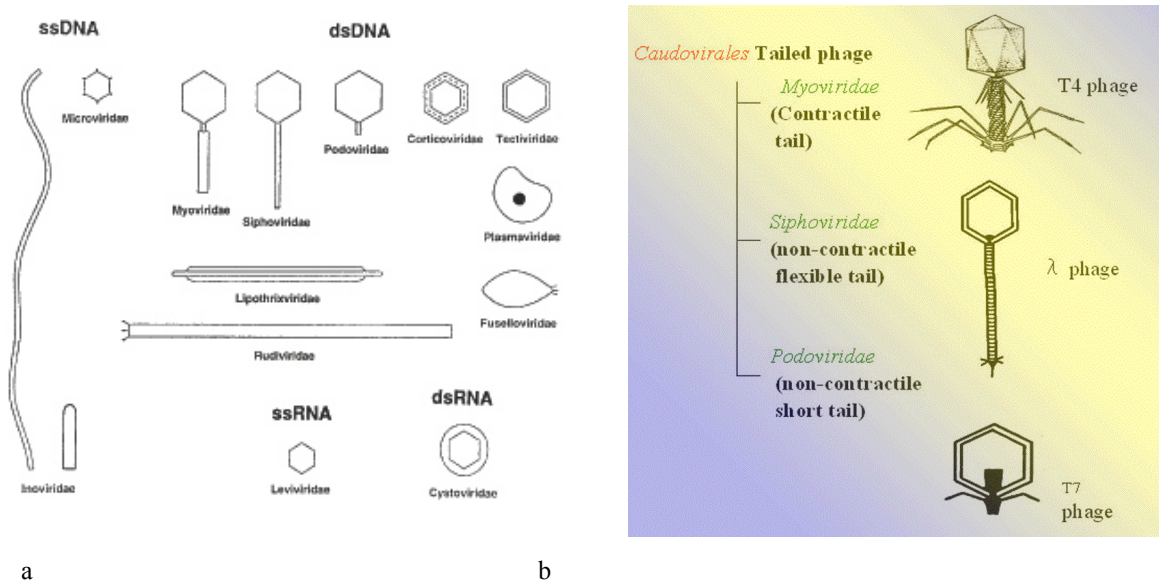 ssDNA
dsDNA
Microviridae
Myoviridae
Siphoviridae
Podoviridae
Corticoviridae
Tectiviridae
Plasmaviridae
Lipothrixviridae
Fuselloviridae
Rudiviridae
ssRNA
dsRNA
Inoviridae
Leviviridae
Cystoviridae
a
Caudovirales Tailed phage
Myoviridae
(Contractile
tail)
T4 phage
Siphoviridae
(non-contractile
flexible tail)
λ phage
Podoviridae
(non-contractile
short tail)
T7
phage
b